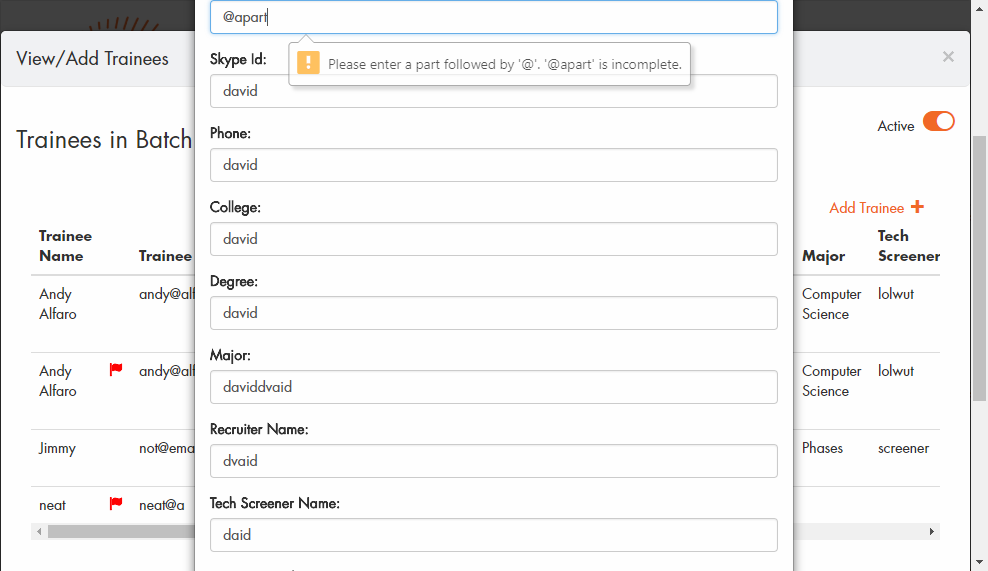 @apart
View/Add Trainees
×
Skype Id:
! Please enter a part followed by '@'. '@apart' is incomplete.
david
Trainees in Batch
Active
Phone:
david
College:
david
Add Trainee +
Trainee Name
Trainee
Major
Tech Screener
Degree:
david
Andy Alfaro
andy@alf
Computer Science
lolwut
Major:
daviddvaid
Andy Alfaro
andy@alf
Computer Science
lolwut
Recruiter Name:
dvaid
Jimmy
not@ema
Phases
screener
Tech Screener Name:
daid
neat
neat@a